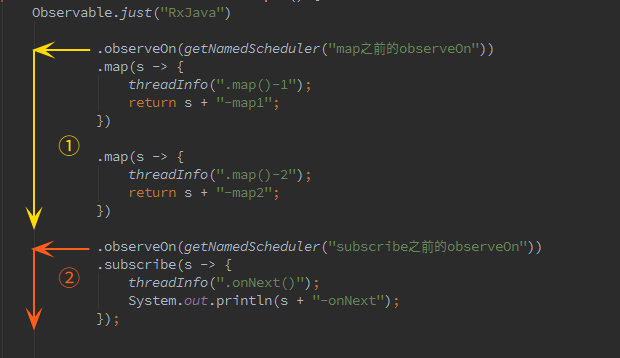 Observable.just("RxJava")
.observeOn(getNamedScheduler("map之前的observeOn"))
.map(s -> {
threadInfo(".map()-1");
return s + "-map1";
})
①
.map(s -> {
threadInfo(".map()-2");
return s + "-map2";
})
.observeOn(getNamedScheduler("subscribe之前的observeOn"))
.subscribe(s -> {
②
threadInfo(".onNext()");
System.out.println(s + "-onNext");
});